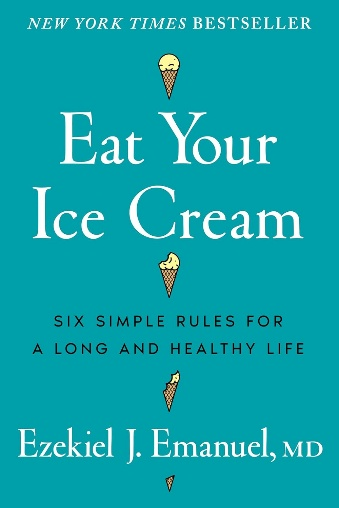 NEW YORK TIMES BESTSELLER
Eat Your
Ice Cream
SIX SIMPLE RULES FOR
A LONG AND HEALTHY LIFE
Ezekiel J. Emanuel, MD